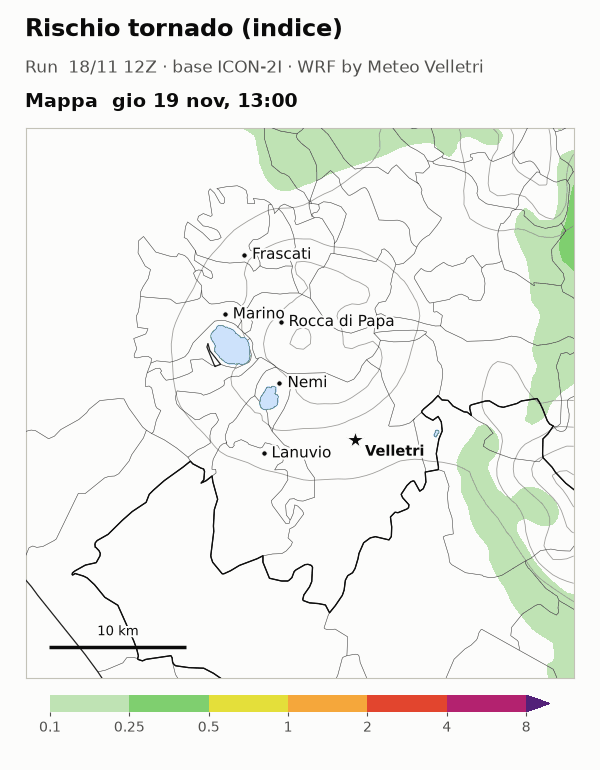 Rischio tornado (indice)
Run  18/11 12Z · base ICON-2I · WRF by Meteo Velletri
Mappa  gio 19 nov, 13:00
Frascati
Marino
Rocca di Papa
Nemi
Velletri
Lanuvio
10 km
0.1 0.25 0.5 1 2 4 8